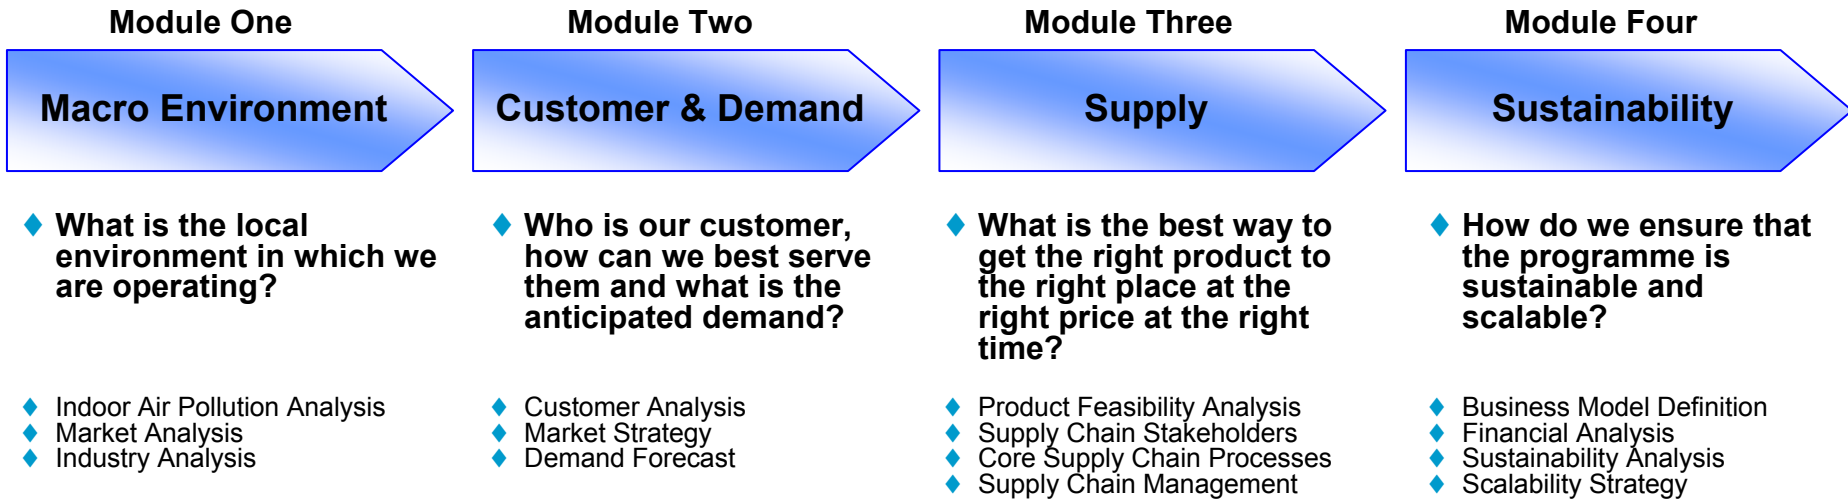 Module One
Macro Environment
What is the local
environment in which we
are operating?
Indoor Air Pollution Analysis
Market Analysis
Industry Analysis
Module Two
Customer & Demand
Who is our customer,
how can we best serve
them and what is the
anticipated demand?
Customer Analysis
Market Strategy
Demand Forecast
Module Three
Supply
What is the best way to
get the right product to
the right place at the
right price at the right
time?
Product Feasibility Analysis
Supply Chain Stakeholders
Core Supply Chain Processes
Supply Chain Management
Module Four
Sustainability
How do we ensure that
the programme is
sustainable and
scalable?
Business Model Definition
Financial Analysis
Sustainability Analysis
Scalability Strategy